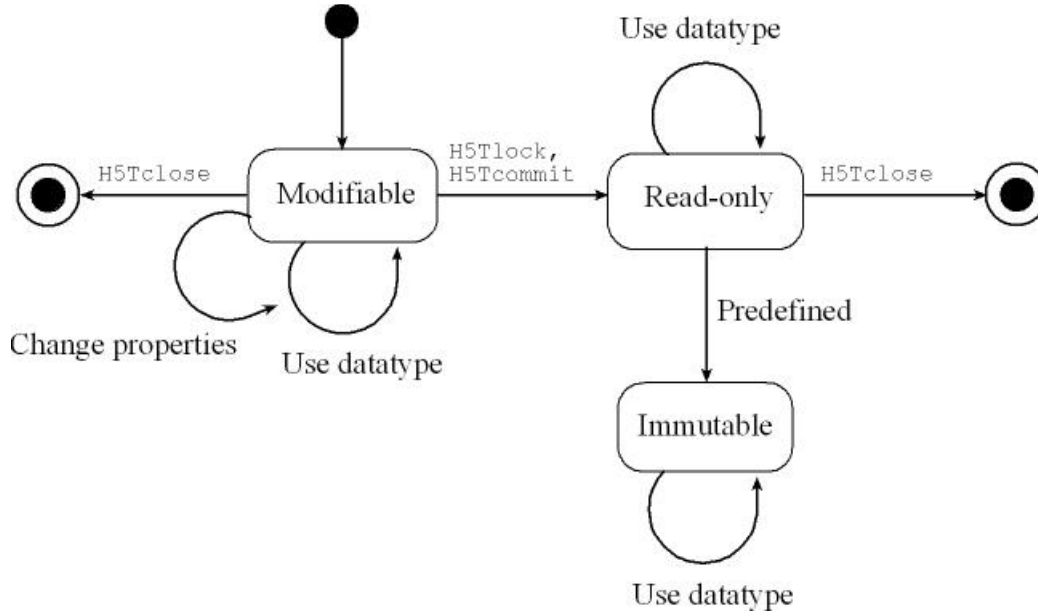 Use datatype
H5Tclose
Modifiable
H5Tlock,
H5Tcommit
Read-only
H5Tclose
Change properties
Use datatype
Predefined
Immutable
Use datatype